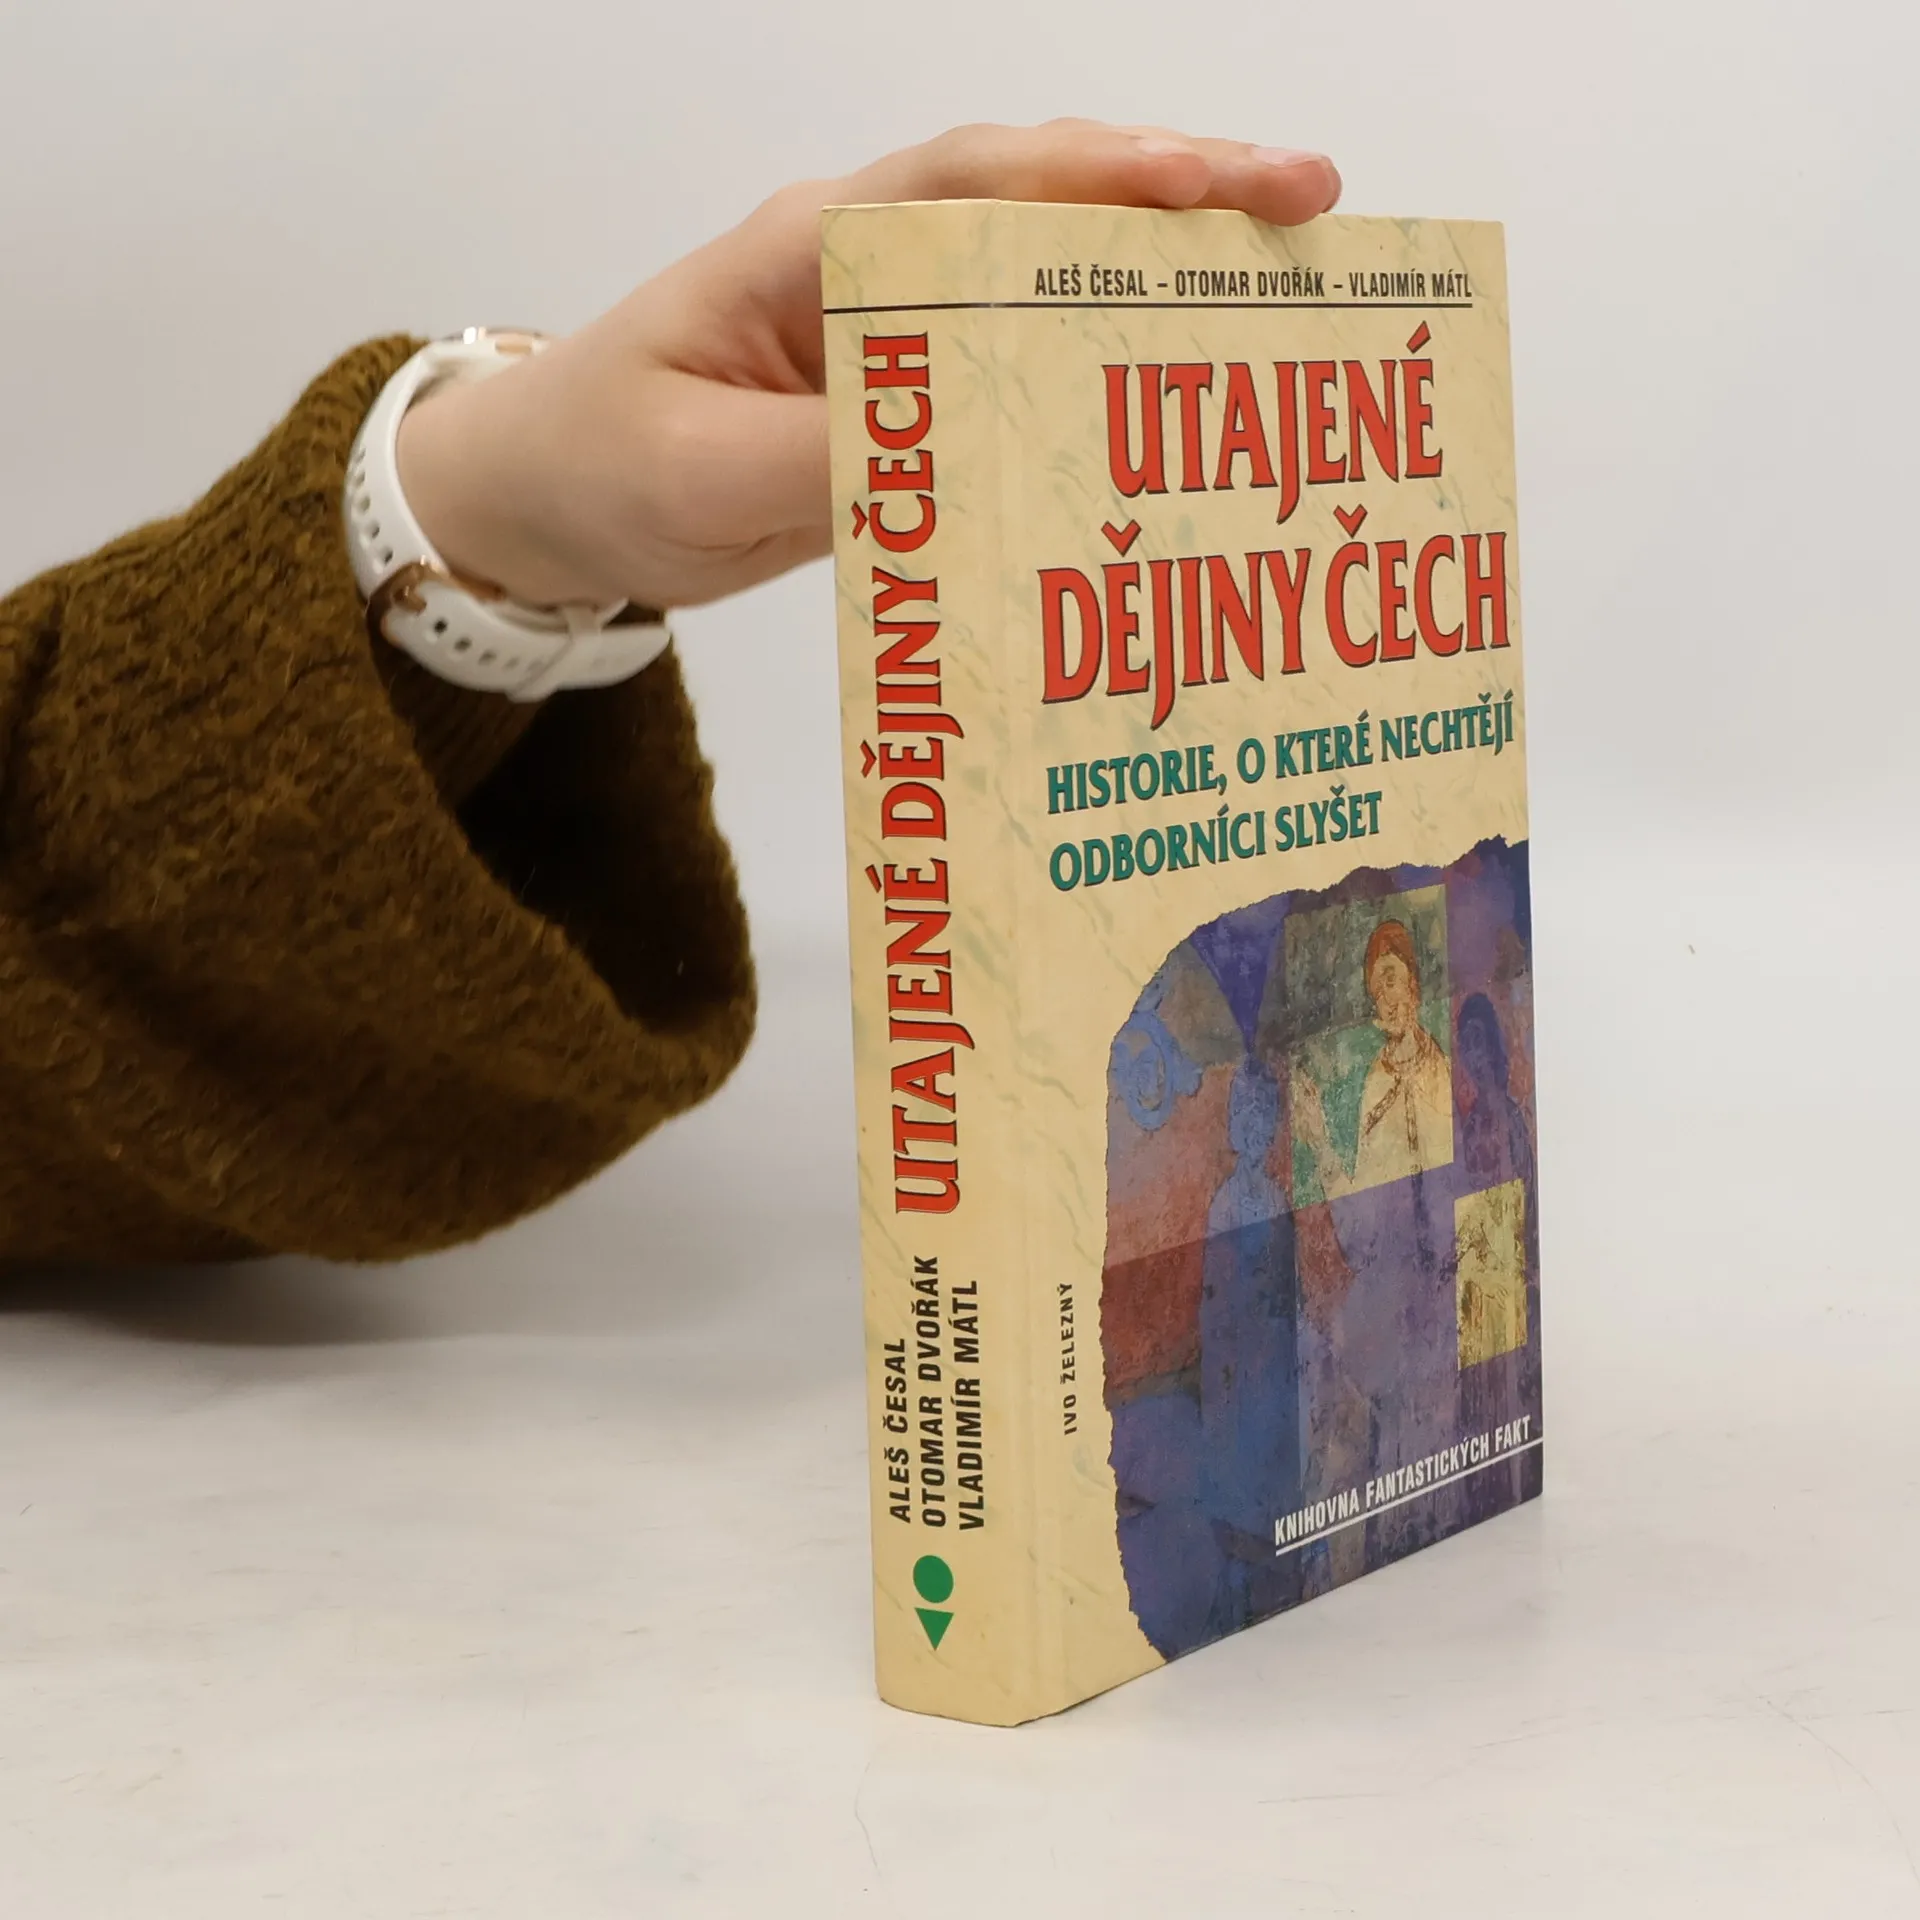 ALEŠ ČESAL – OTOMAR DVOŘÁK – VLADIMÍR MÁTL
UTAJENÉ
DĚJINY ČECH
HISTORIE, O KTERÉ NECHTĚJÍ
ODBORNÍCI SLYŠET
IVO ŽELEZNÝ
KNIHOVNA FANTASTICKÝCH FAKT
UTAJENÉ DĚJINY ČECH
ALEŠ ČESAL
OTOMAR DVOŘÁK
VLADIMÍR MÁTL